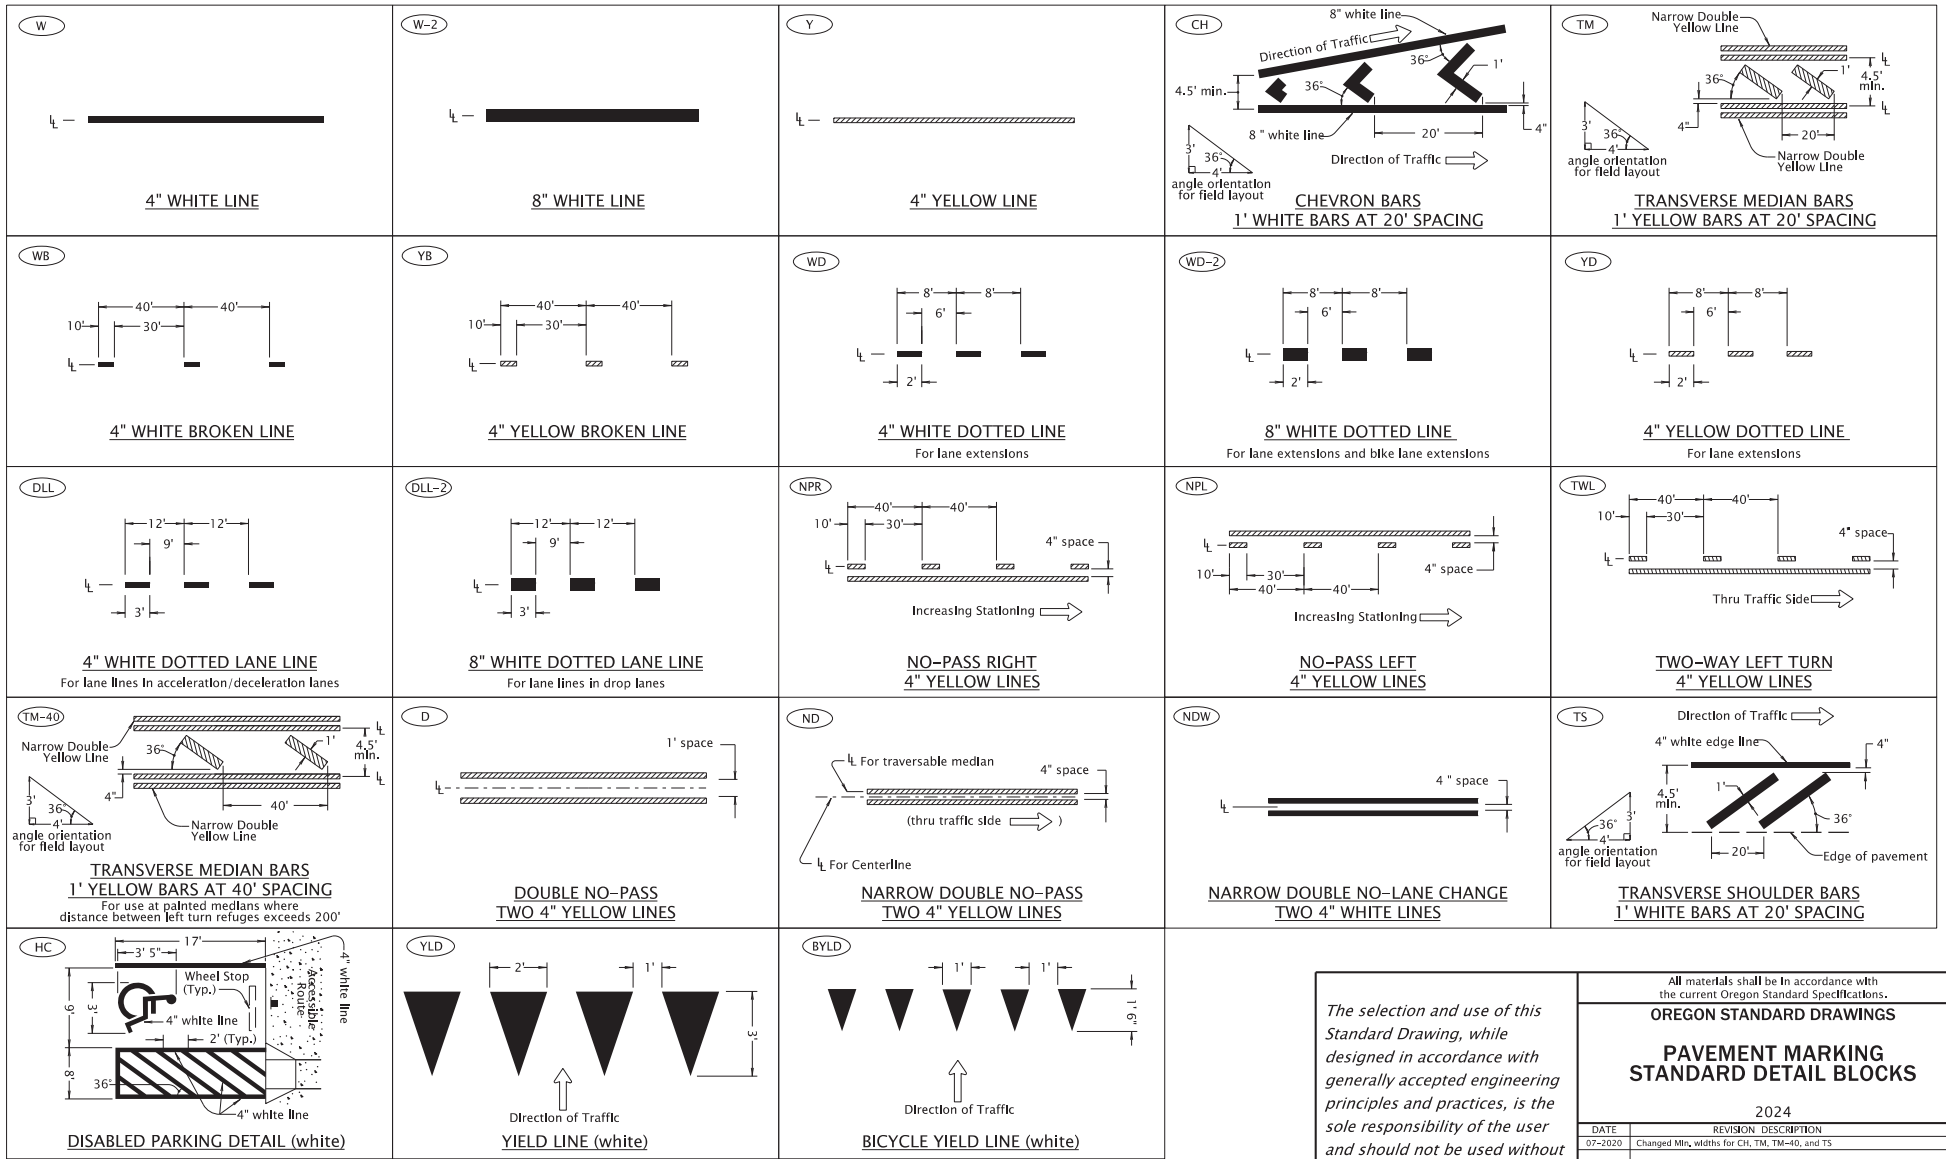 W
℄
4" WHITE LINE
W-2
℄
8" WHITE LINE
Y
℄
4" YELLOW LINE
CH
8" white line
Direction of Traffic
36°
1'
36°
4.5' min.
8 " white line
20'
4"
3'
36°
4'
Direction of Traffic
angle orientation
for field layout
CHEVRON BARS
1' WHITE BARS AT 20' SPACING
TM
Narrow Double
Yellow Line
℄
36°
1'
4.5'
min.
℄
4"
20'
3'
36°
4'
Narrow Double
Yellow Line
angle orientation
for field layout
TRANSVERSE MEDIAN BARS
1' YELLOW BARS AT 20' SPACING
WB
40' 40'
10' 30'
℄
4" WHITE BROKEN LINE
YB
40' 40'
10' 30'
℄
4" YELLOW BROKEN LINE
WD
8' 8'
6'
℄
2'
4" WHITE DOTTED LINE
For lane extensions
WD-2
8' 8'
6'
℄
2'
8" WHITE DOTTED LINE
For lane extensions and bike lane extensions
YD
8' 8'
6'
℄
2'
4" YELLOW DOTTED LINE
For lane extensions
DLL
12' 12'
9'
℄
3'
4" WHITE DOTTED LANE LINE
For lane lines in acceleration/deceleration lanes
DLL-2
12' 12'
9'
℄
3'
8" WHITE DOTTED LANE LINE
For lane lines in drop lanes
NPR
40' 40'
10' 30'
4" space
℄
Increasing Stationing
NO-PASS RIGHT
4" YELLOW LINES
NPL
℄
4" space
10' 30'
40' 40'
Increasing Stationing
NO-PASS LEFT
4" YELLOW LINES
TWL
40' 40'
10' 30'
4" space
℄
Thru Traffic Side
TWO-WAY LEFT TURN
4" YELLOW LINES
TM-40
℄
Narrow Double
Yellow Line
36°
1'
4.5'
min.
℄
4"
40'
3'
36°
4'
Narrow Double
Yellow Line
angle orientation
for field layout
TRANSVERSE MEDIAN BARS
1' YELLOW BARS AT 40' SPACING
For use at painted medians where
distance between left turn refuges exceeds 200'
D
1' space
℄
DOUBLE NO-PASS
TWO 4" YELLOW LINES
ND
℄ For traversable median
4" space
(thru traffic side )
℄ For Centerline
NARROW DOUBLE NO-PASS
TWO 4" YELLOW LINES
NDW
4 " space
℄
NARROW DOUBLE NO-LANE CHANGE
TWO 4" WHITE LINES
TS
Direction of Traffic
4" white edge line
4"
1'
4.5'
min.
36°
3'
36°
4'
20'
Edge of pavement
angle orientation
for field layout
TRANSVERSE SHOULDER BARS
1' WHITE BARS AT 20' SPACING
HC
17'
3' 5"
Wheel Stop
(Typ.)
Accessible
Route
4" white line
9'
3'
4" white line
2' (Typ.)
8'
36°
4" white line
DISABLED PARKING DETAIL (white)
YLD
2' 1'
3'
Direction of Traffic
YIELD LINE (white)
BYLD
1' 1'
1' 6"
Direction of Traffic
BICYCLE YIELD LINE (white)
The selection and use of this
Standard Drawing, while
designed in accordance with
generally accepted engineering
principles and practices, is the
sole responsibility of the user
and should not be used without
All materials shall be in accordance with
the current Oregon Standard Specifications.
OREGON STANDARD DRAWINGS
PAVEMENT MARKING
STANDARD DETAIL BLOCKS
2024
DATE REVISION DESCRIPTION
07-2020 Changed Min. widths for CH, TM, TM-40, and TS